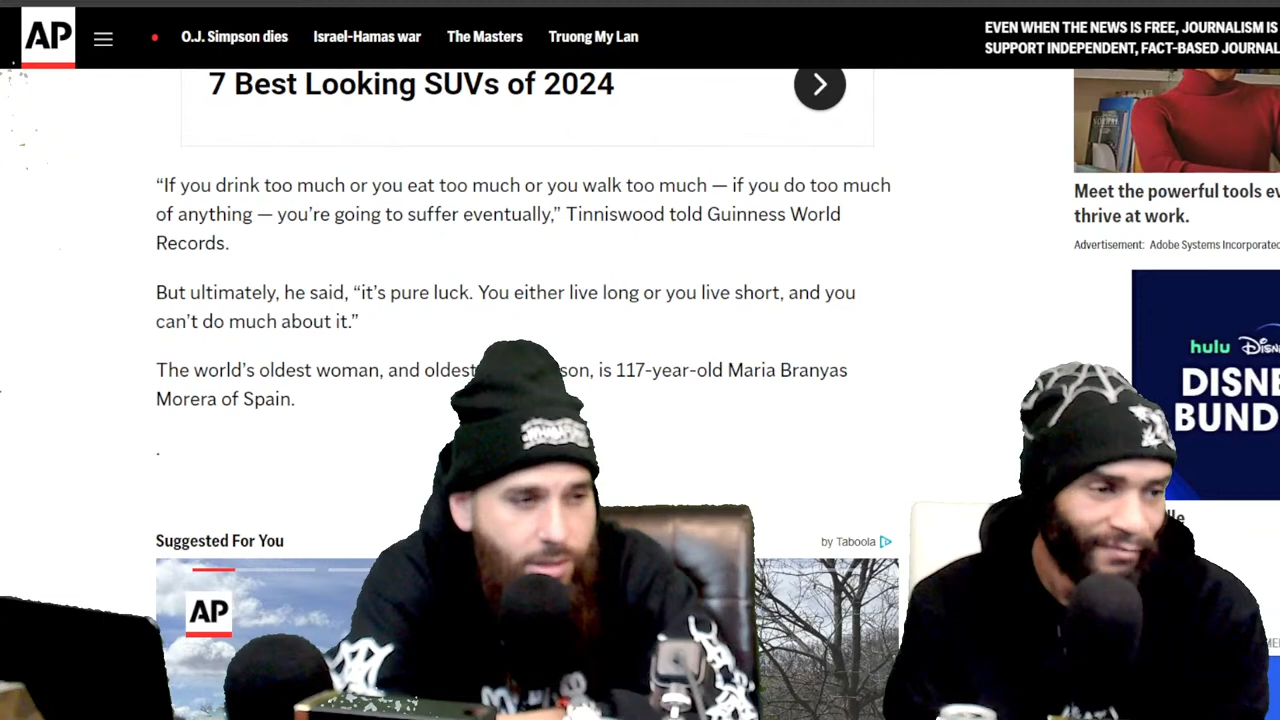 AP
O.J. Simpson dies
Israel-Hamas war
The Masters
Truong My Lan
EVEN WHEN THE NEWS IS FREE, JOURNALISM IS
SUPPORT INDEPENDENT, FACT-BASED JOURNAL
7 Best Looking SUVs of 2024
“If you drink too much or you eat too much or you walk too much — if you do too much
of anything — you’re going to suffer eventually,” Tinniswood told Guinness World
Records.
But ultimately, he said, “it’s pure luck. You either live long or you live short, and you
can’t do much about it.”
The world’s oldest woman, and oldest son, is 117-year-old Maria Branyas
Morera of Spain.
.
Suggested For You
by Taboola
AP
Meet the powerful tools ev
thrive at work.
Advertisement: Adobe Systems Incorporated
hulu Disn
DISNE
BUND